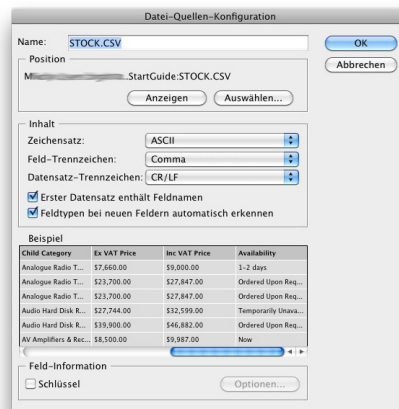 Datei-Quellen-Konfiguration
Name: STOCK.CSV
OK
Position
Abbrechen
.StartGuide:STOCK.CSV
Anzeigen Auswählen...
Inhalt
Zeichensatz: ASCII
Feld-Trennzeichen: Comma
Datensatz-Trennzeichen: CR/LF
Erster Datensatz enthält Feldnamen
Feldtypen bei neuen Feldern automatisch erkennen
Beispiel
Child Category Ex VAT Price Inc VAT Price Availability
Analogue Radio T... $7,660.00 $9,000.00 1-2 days
Analogue Radio T... $23,700.00 $27,847.00 Ordered Upon Req...
Analogue Radio T... $23,700.00 $27,847.00 Ordered Upon Req...
Audio Hard Disk R... $27,744.00 $32,599.00 Temporarily Unava...
Audio Hard Disk R... $39,900.00 $46,882.00 Ordered Upon Req...
AV Amplifiers & Rec... $8,500.00 $9,987.00 Now
Feld-Information
Schlüssel Optionen...